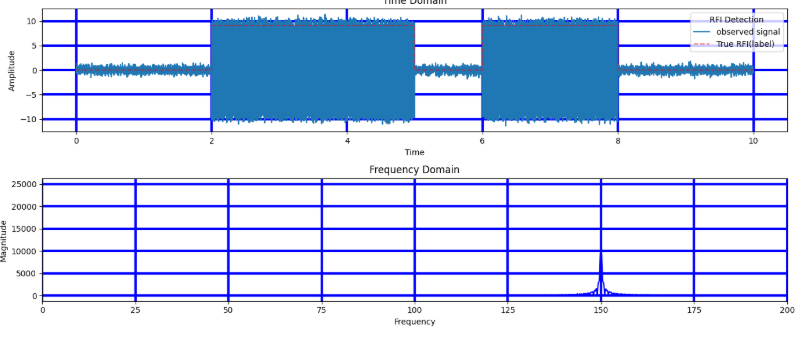 Time Domain
10
5
0
−5
−10
Amplitude
RFI Detection
observed signal
True RFI(label)
0 2 4 6 8 10
Time
Frequency Domain
25000
20000
15000
10000
5000
0
Magnitude
0 25 50 75 100 125 150 175 200
Frequency